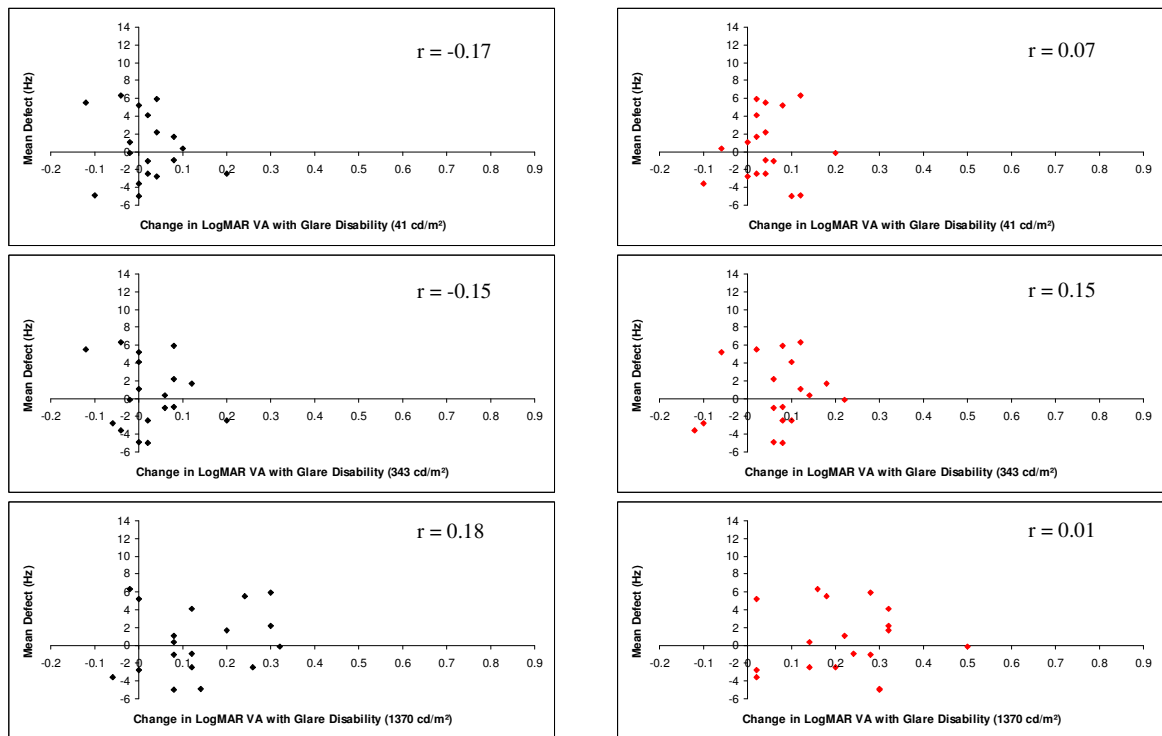 r = -0.17
14
12
10
8
6
4
2
0
-2
-4
-6
-0.2 -0.1 0 0.1 0.2 0.3 0.4 0.5 0.6 0.7 0.8 0.9
Mean Defect (Hz)
Change in LogMAR VA with Glare Disability (41 cd/m²)
r = 0.07
14
12
10
8
6
4
2
0
-2
-4
-6
-0.2 -0.1 0 0.1 0.2 0.3 0.4 0.5 0.6 0.7 0.8 0.9
Mean Defect (Hz)
Change in LogMAR VA with Glare Disability (41 cd/m²)
r = -0.15
14
12
10
8
6
4
2
0
-2
-4
-6
-0.2 -0.1 0 0.1 0.2 0.3 0.4 0.5 0.6 0.7 0.8 0.9
Mean Defect (Hz)
Change in LogMAR VA with Glare Disability (343 cd/m²)
r = 0.15
14
12
10
8
6
4
2
0
-2
-4
-6
-0.2 -0.1 0 0.1 0.2 0.3 0.4 0.5 0.6 0.7 0.8 0.9
Mean Defect (Hz)
Change in LogMAR VA with Glare Disability (343 cd/m²)
r = 0.18
14
12
10
8
6
4
2
0
-2
-4
-6
-0.2 -0.1 0 0.1 0.2 0.3 0.4 0.5 0.6 0.7 0.8 0.9
Mean Defect (Hz)
Change in LogMAR VA with Glare Disability (1370 cd/m²)
r = 0.01
14
12
10
8
6
4
2
0
-2
-4
-6
-0.2 -0.1 0 0.1 0.2 0.3 0.4 0.5 0.6 0.7 0.8 0.9
Mean Defect (Hz)
Change in LogMAR VA with Glare Disability (1370 cd/m²)